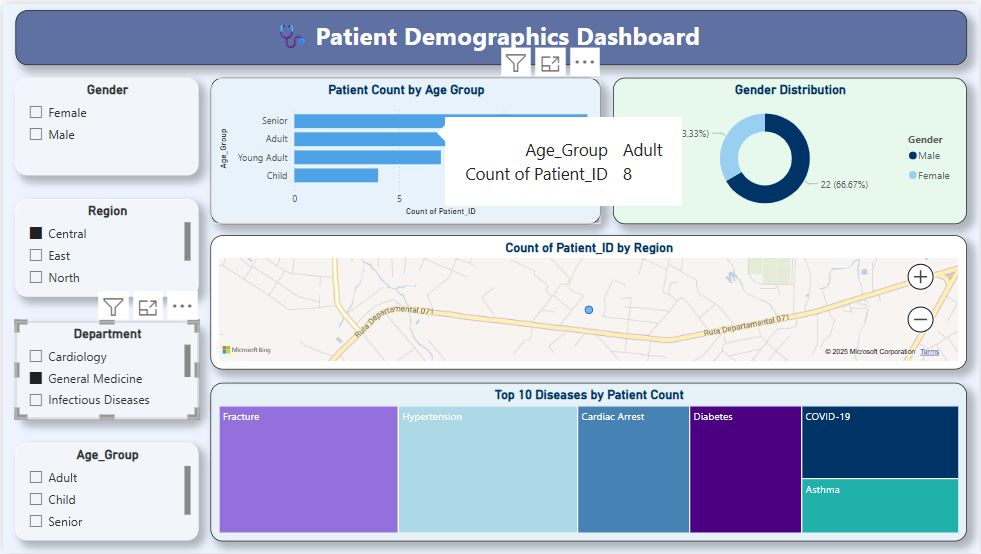 Patient Demographics Dashboard
Gender
Female
Male
Region
Central
East
North
Department
Cardiology
General Medicine
Infectious Diseases
Age_Group
Adult
Child
Senior
Patient Count by Age Group
Age_Group
Senior
Adult
Young Adult
Child
0
5
Count of Patient_ID
Age_Group Adult
Count of Patient_ID 8
Gender Distribution
3.33%)
22 (66.67%)
Gender
Male
Female
Count of Patient_ID by Region
Ruta Departamental 071
Ruta Departamental 071
Microsoft Bing
© 2025 Microsoft Corporation Terms
Top 10 Diseases by Patient Count
Fracture
Hypertension
Cardiac Arrest
Diabetes
COVID-19
Asthma